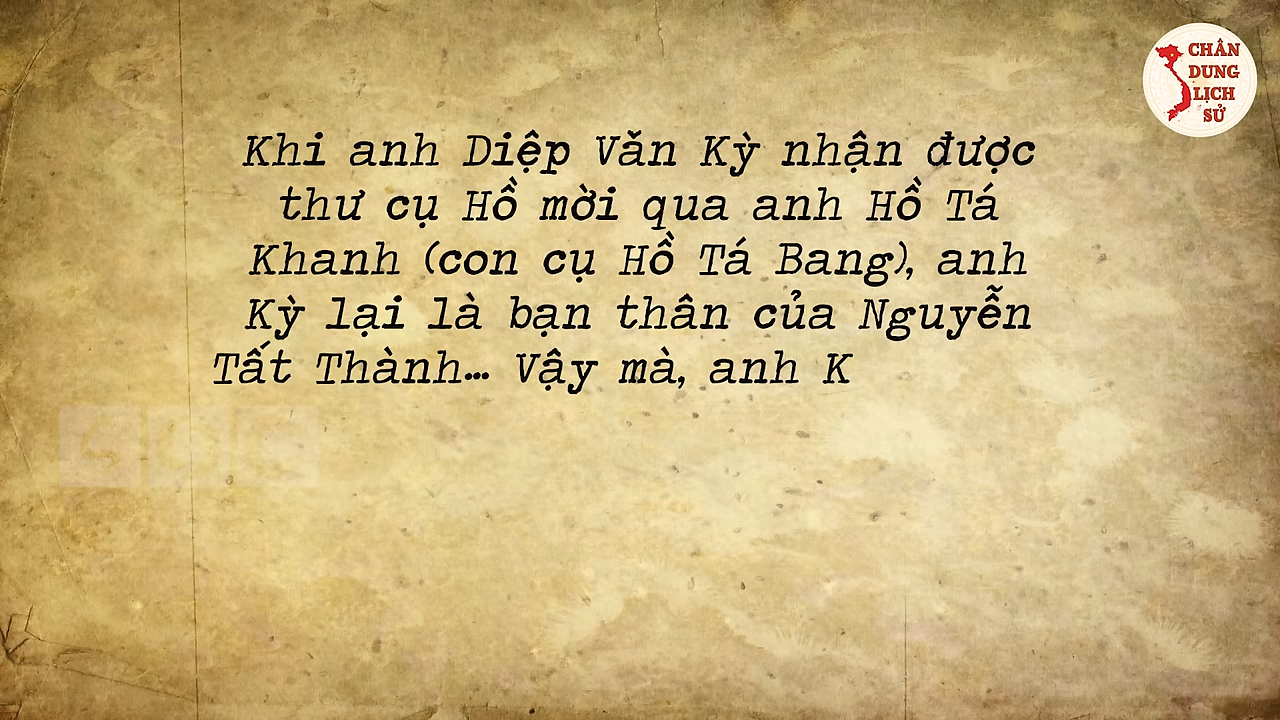 CHÂN
DUNG
LỊCH
SỬ
Khi anh Diệp Văn Kỳ nhận được
thư cụ Hồ mời qua anh Hồ Tá
Khanh (con cụ Hồ Tá Bang), anh
Kỳ lại là bạn thân của Nguyễn
Tất Thành... Vậy mà, anh K